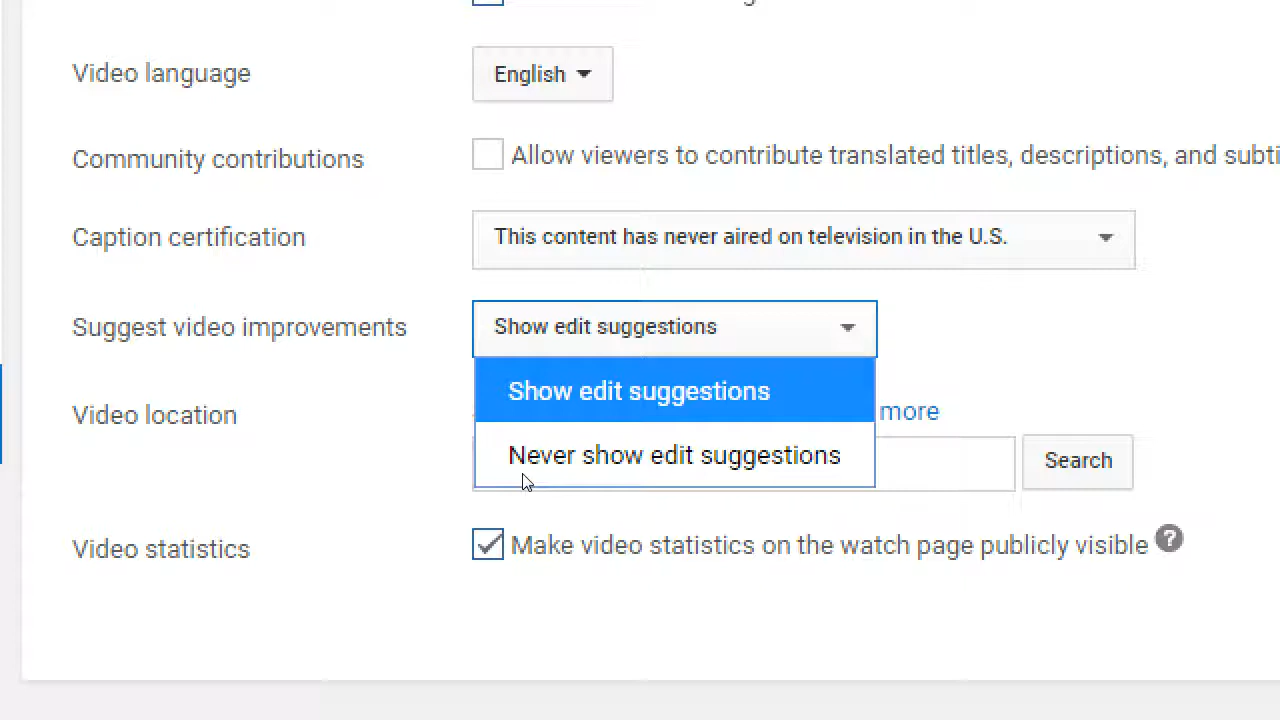 Video language
English
Community contributions
Allow viewers to contribute translated titles, descriptions, and
Caption certification
This content has never aired on television in the U.S.
Suggest video improvements
Show edit suggestions
Show edit suggestions
Video location
more
Never show edit suggestions
Search
Video statistics
Make video statistics on the watch page publicly visible ?